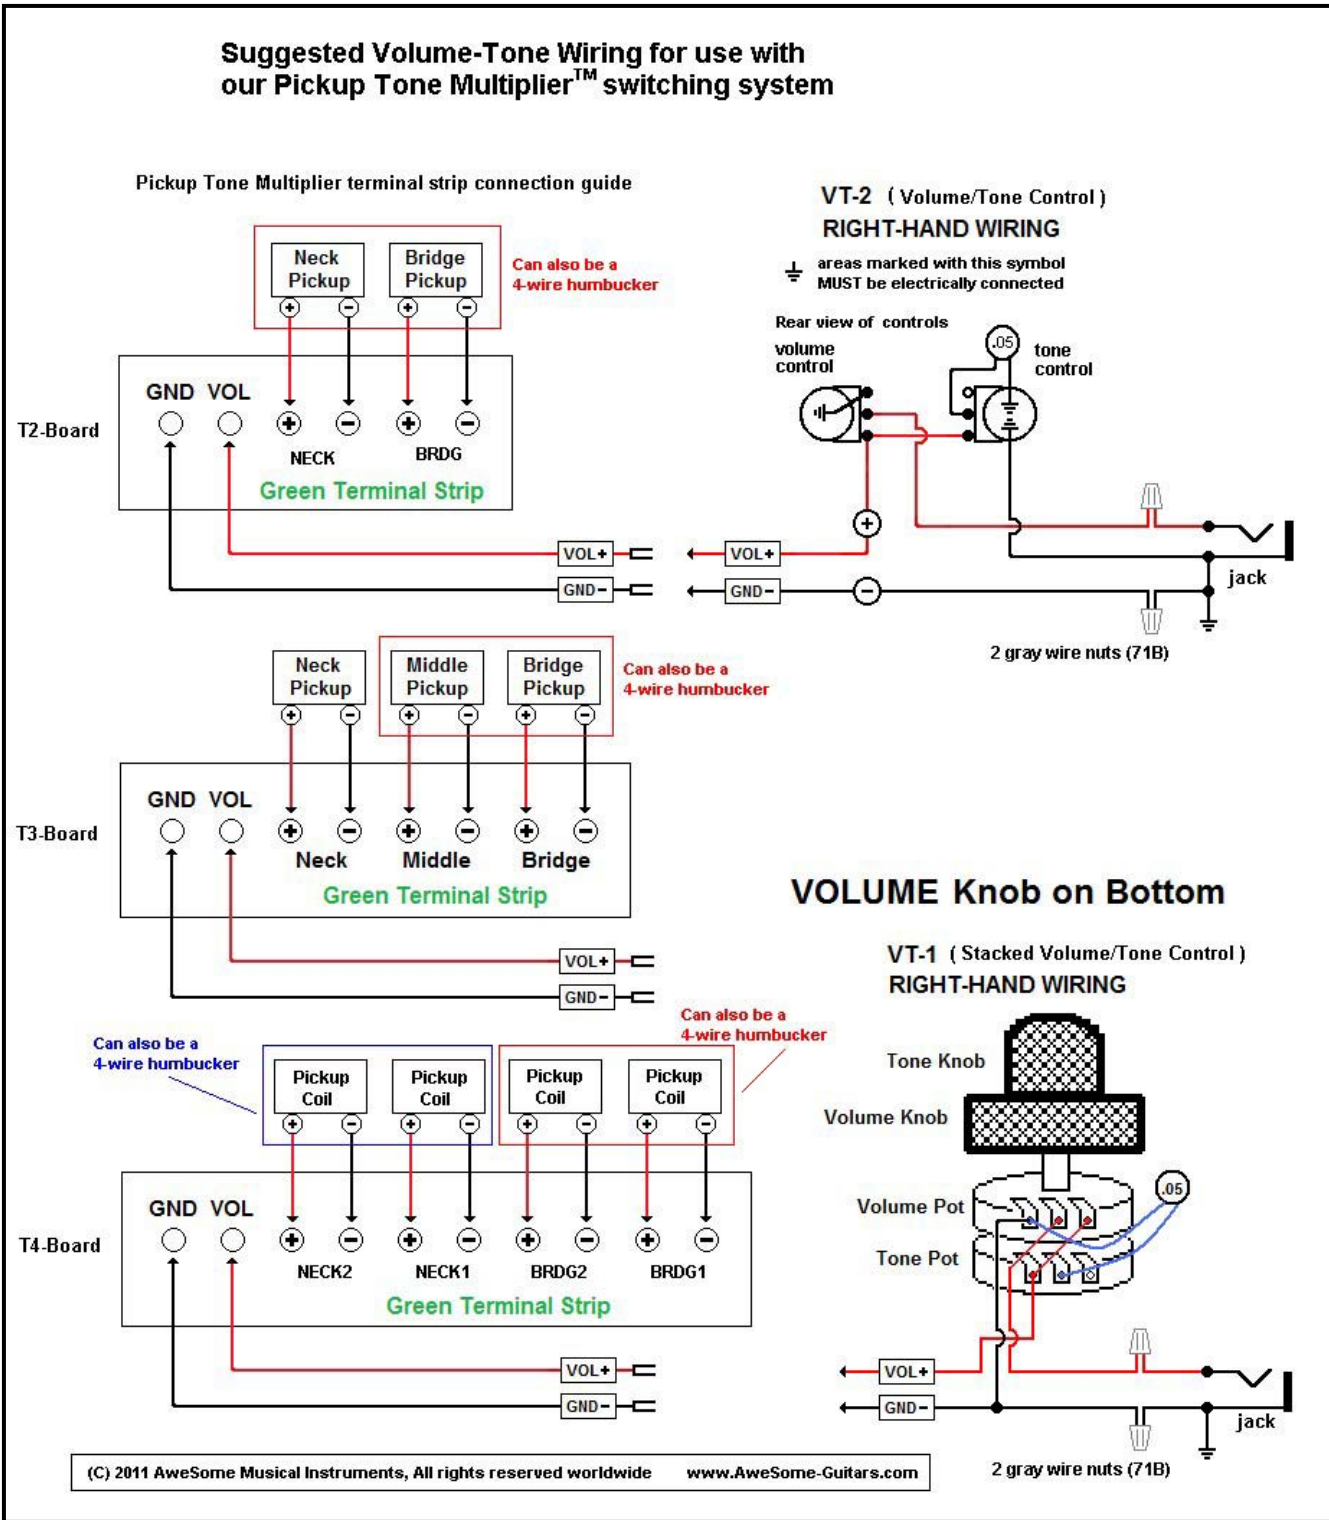 Suggested Volume-Tone Wiring for use with
our Pickup Tone Multiplier™ switching system
Pickup Tone Multiplier terminal strip connection guide
Neck
Pickup
Bridge
Pickup
Can also be a
4-wire humbucker
+ − + −
T2-Board
GND VOL
+ − + −
NECK BRDG
Green Terminal Strip
VOL+
GND−
VT-2 ( Volume/Tone Control )
RIGHT-HAND WIRING
areas marked with this symbol
MUST be electrically connected
Rear view of controls
volume
control
.05
tone
control
+
VOL+
GND−
−
jack
2 gray wire nuts (71B)
Neck
Pickup
Middle
Pickup
Bridge
Pickup
Can also be a
4-wire humbucker
+ − + − + −
T3-Board
GND VOL
+ − + − + −
Neck Middle Bridge
Green Terminal Strip
VOL+
GND−
Can also be a
4-wire humbucker
Can also be a
4-wire humbucker
Pickup
Coil
Pickup
Coil
Pickup
Coil
Pickup
Coil
+ − + − + − + −
T4-Board
GND VOL
+ − + − + − + −
NECK2 NECK1 BRDG2 BRDG1
Green Terminal Strip
VOL+
GND−
VOLUME Knob on Bottom
VT-1 ( Stacked Volume/Tone Control )
RIGHT-HAND WIRING
Tone Knob
Volume Knob
Volume Pot
.05
Tone Pot
VOL+
GND−
jack
2 gray wire nuts (71B)
(C) 2011 AweSome Musical Instruments, All rights reserved worldwide www.AweSome-Guitars.com